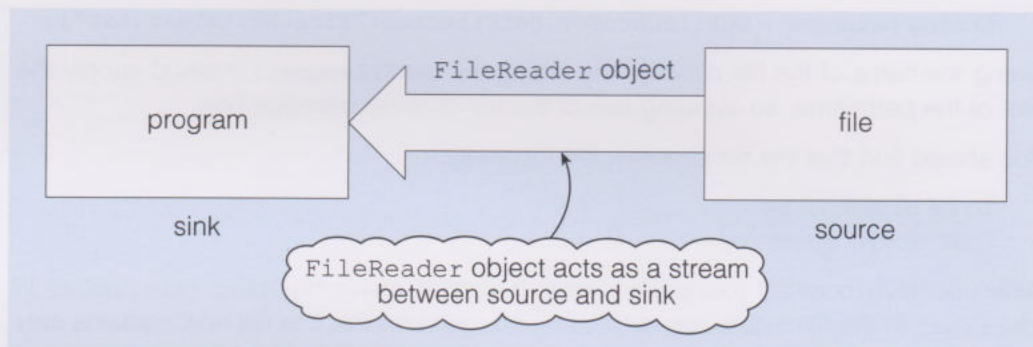 FileReader object
program
file
sink
source
FileReader object acts as a stream
between source and sink